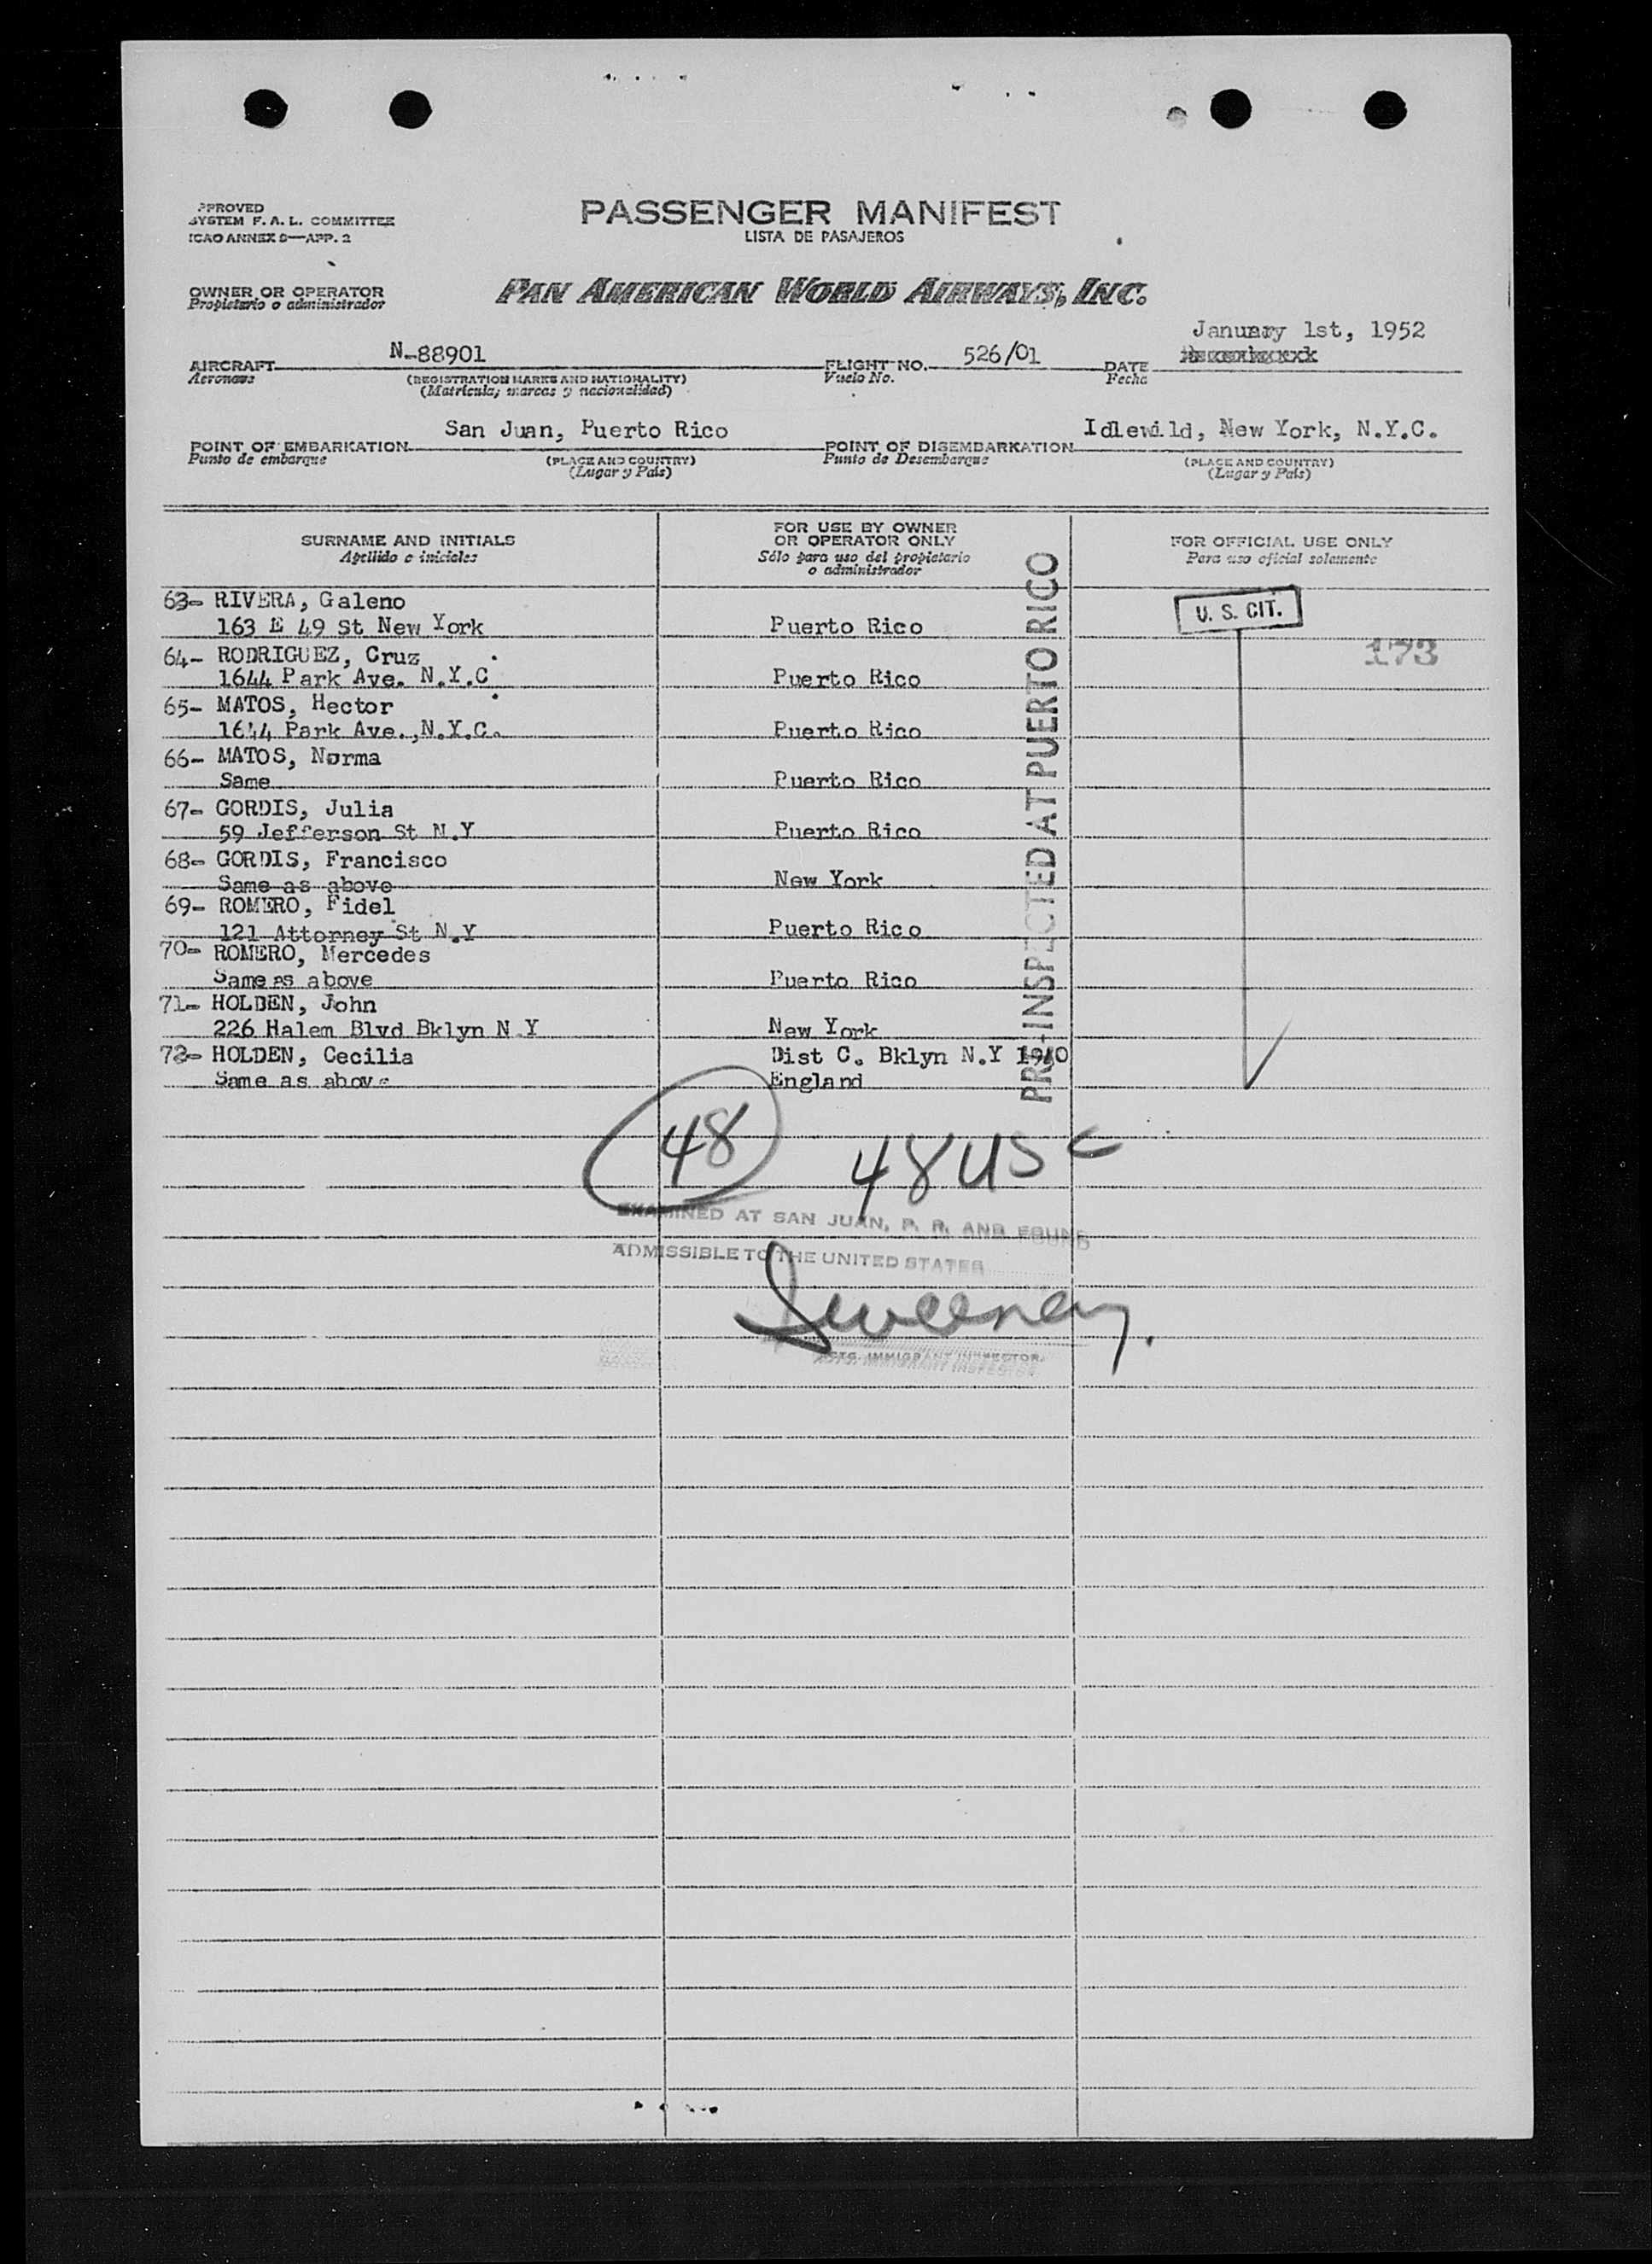 PPROVED
SYSTEM F. A. L. COMMITTEE
ICAO ANNEX 9—APP. 2
PASSENGER MANIFEST
LISTA DE PASAJEROS
OWNER OR OPERATOR
Propietario o administrador
PAN AMERICAN WORLD AIRWAYS, INC.
January 1st, 1952
AIRCRAFT N-88901 FLIGHT NO. 526/01 DATE
Aeronave (REGISTRATION MARKS AND NATIONALITY) Vuelo No. Fecha
(Matricula; marcas y nacionalidad)
POINT OF EMBARKATION San Juan, Puerto Rico POINT OF DISEMBARKATION Idlewild, New York, N.Y.C.
Punto de embarque (PLACE AND COUNTRY) Punto de Desembarque (PLACE AND COUNTRY)
(Lugar y País) (Lugar y País)
SURNAME AND INITIALS
Apellido e iniciales
FOR USE BY OWNER
OR OPERATOR ONLY
Sólo para uso del propietario
o administrador
FOR OFFICIAL USE ONLY
Para uso oficial solamente
63- RIVERA, Galeno
163 E 49 St New York Puerto Rico
U. S. CIT.
173
64- RODRIGUEZ, Cruz
1644 Park Ave. N.Y.C Puerto Rico
65- MATOS, Hector
1644 Park Ave.,N.Y.C. Puerto Rico
66- MATOS, Norma
Same Puerto Rico
67- GORDIS, Julia
59 Jefferson St N.Y Puerto Rico
68- GORDIS, Francisco
Same as above New York
69- ROMERO, Fidel
121 Attorney St N.Y Puerto Rico
70- ROMERO, Mercedes
Same as above Puerto Rico
71- HOLDEN, John
226 Halem Blvd Bklyn N.Y New York
72- HOLDEN, Cecilia Dist C. Bklyn N.Y 1940
Same as above England
PRE-INSPECTED AT PUERTO RICO
48 48 USC
EXAMINED AT SAN JUAN, P. R. AND FOUND
ADMISSIBLE TO THE UNITED STATES
Sweeney.
IMMIGRANT INSPECTOR.